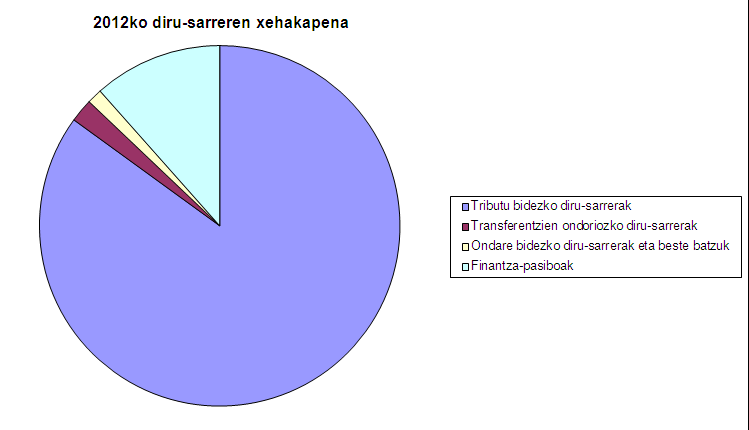 2012ko diru-sarreren xehakapena
Tributu bidezko diru-sarrerak
Transferentzien ondoriozko diru-sarrerak
Ondare bidezko diru-sarrerak eta beste batzuk
Finantza-pasiboak